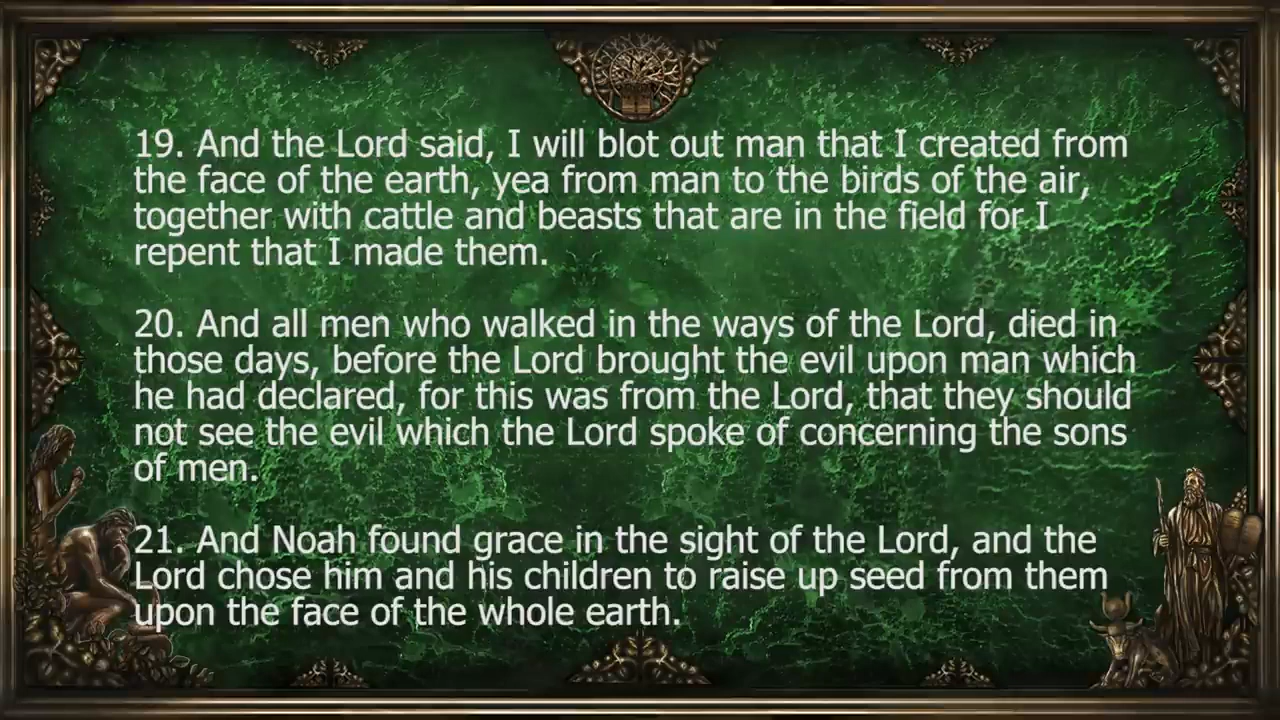 19. And the Lord said, I will blot out man that I created from
the face of the earth, yea from man to the birds of the air,
together with cattle and beasts that are in the field for I
repent that I made them.
20. And all men who walked in the ways of the Lord, died in
those days, before the Lord brought the evil upon man which
he had declared, for this was from the Lord, that they should
not see the evil which the Lord spoke of concerning the sons
of men.
21. And Noah found grace in the sight of the Lord, and the
Lord chose him and his children to raise up seed from them
upon the face of the whole earth.